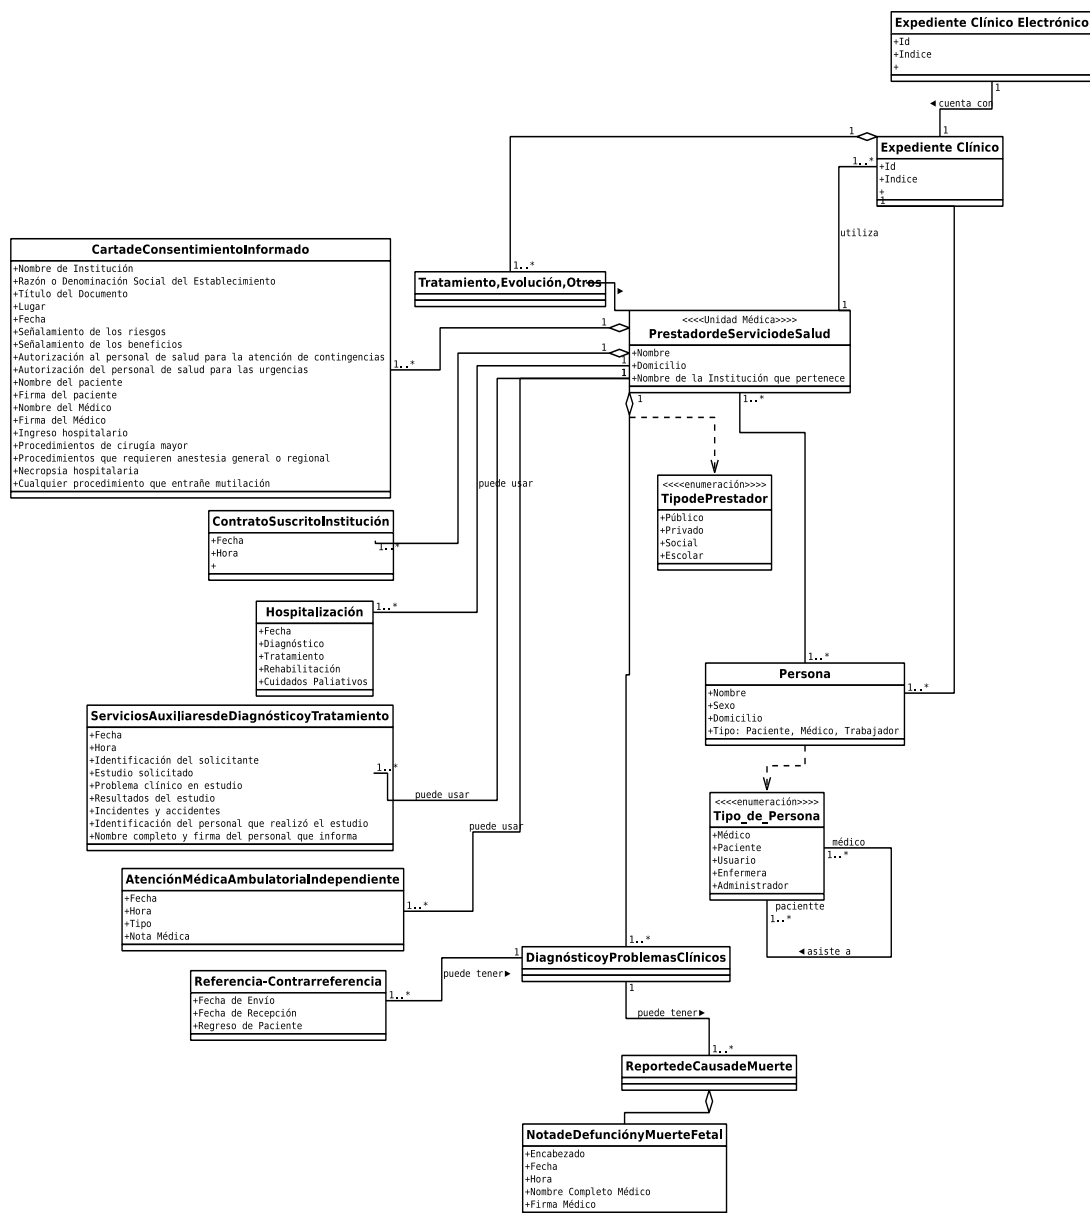 Expediente Clínico Electrónico
+Id
+Indice
+
1
◄ cuenta con
1
Expediente Clínico
+Id
+Indice
+
1
1
1..*
utiliza
1
1..*
Tratamiento,Evolución,Otros
►
CartadeConsentimientoInformado
+Nombre de Institución
+Razón o Denominación Social del Establecimiento
+Título del Documento
+Lugar
+Fecha
+Señalamiento de los riesgos
+Señalamiento de los beneficios
+Autorización al personal de salud para la atención de contingencias
+Autorización del personal de salud para las urgencias
+Nombre del paciente
+Firma del paciente
+Nombre del Médico
+Firma del Médico
+Ingreso hospitalario
+Procedimientos de cirugía mayor
+Procedimientos que requieren anestesia general o regional
+Necropsia hospitalaria
+Cualquier procedimiento que entrañe mutilación
1..*
<<<<Unidad Médica>>>>
PrestadordeServiciodeSalud
+Nombre
+Domicilio
+Nombre de la Institución que pertenece
1
1
1
1
1
1..*
<<<<enumeración>>>>
TipodePrestador
+Público
+Privado
+Social
+Escolar
puede usar
ContratoSuscritoInstitución
+Fecha
+Hora
+
1..*
Hospitalización
+Fecha
+Diagnóstico
+Tratamiento
+Rehabilitación
+Cuidados Paliativos
1..*
1..*
Persona
+Nombre
+Sexo
+Domicilio
+Tipo: Paciente, Médico, Trabajador
1..*
ServiciosAuxiliaresdeDiagnósticoyTratamiento
+Fecha
+Hora
+Identificación del solicitante
+Estudio solicitado
+Problema clínico en estudio
+Resultados del estudio
+Incidentes y accidentes
+Identificación del personal que realizó el estudio
+Nombre completo y firma del personal que informa
1..*
puede usar
puede usar
<<<<enumeración>>>>
Tipo_de_Persona
+Médico
+Paciente
+Usuario
+Enfermera
+Administrador
médico
1..*
pacientte
1..*
◄ asiste a
AtenciónMédicaAmbulatoriaIndependiente
+Fecha
+Hora
+Tipo
+Nota Médica
1..*
1..*
DiagnósticoyProblemasClínicos
1
1
puede tener►
Referencia-Contrarreferencia
+Fecha de Envío
+Fecha de Recepción
+Regreso de Paciente
1..*
puede tener►
1..*
ReportedeCausadeMuerte
NotadeDefunciónyMuerteFetal
+Encabezado
+Fecha
+Hora
+Nombre Completo Médico
+Firma Médico